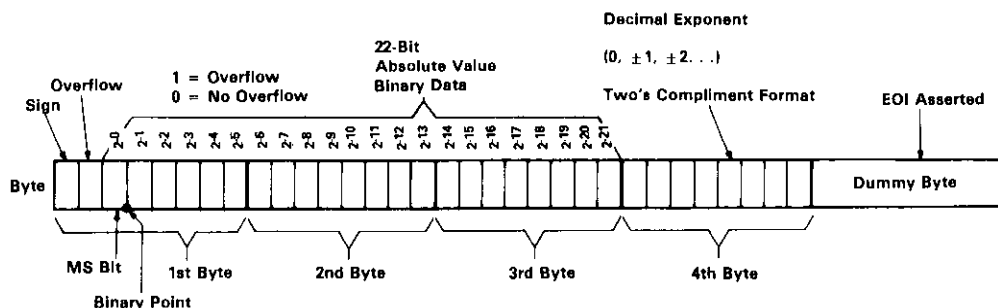 Decimal Exponent
22-Bit
Absolute Value
Binary Data
(0, ±1, ±2. . .)
1 = Overflow
0 = No Overflow
Overflow
Sign
Two's Compliment Format
EOI Asserted
2-0 2-1 2-2 2-3 2-4 2-5 2-6 2-7 2-8 2-9 2-10 2-11 2-12 2-13 2-14 2-15 2-16 2-17 2-18 2-19 2-20 2-21
Byte
Dummy Byte
MS Bit
1st Byte
2nd Byte
3rd Byte
4th Byte
Binary Point